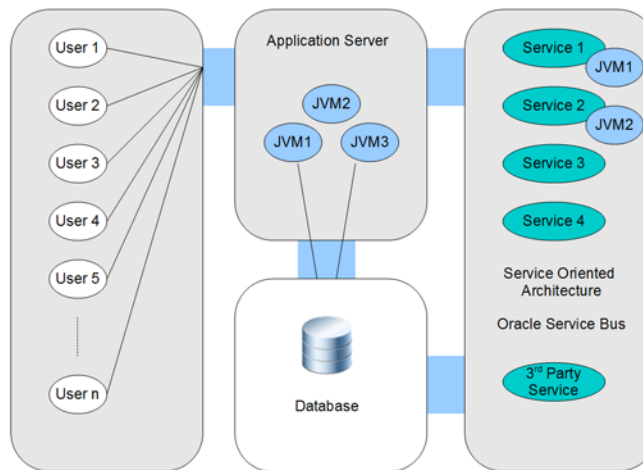 User 1
User 2
User 3
User 4
User 5
User n
Application Server
JVM2
JVM1
JVM3
Database
Service 1
JVM1
Service 2
JVM2
Service 3
Service 4
Service Oriented
Architecture
Oracle Service Bus
3rd Party
Service